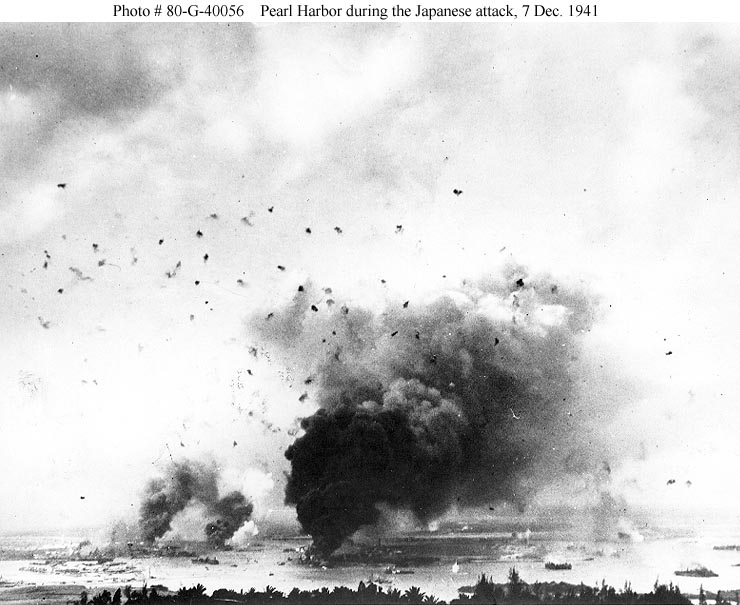 Photo # 80-G-40056 Pearl Harbor during the Japanese attack, 7 Dec. 1941